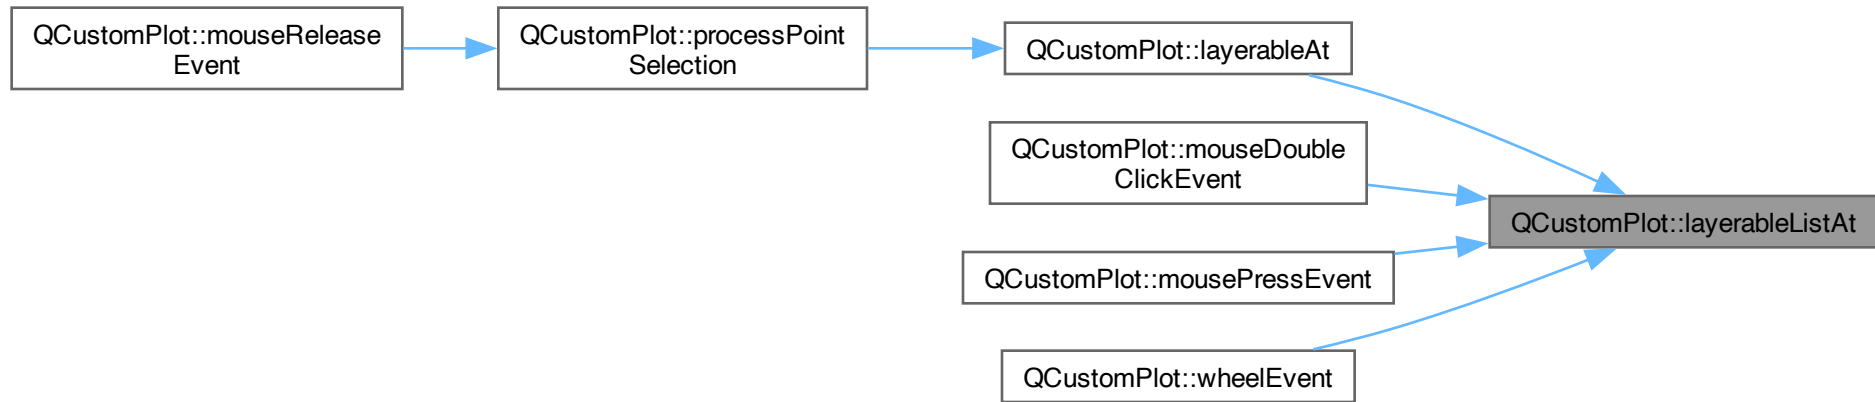 QCustomPlot::mouseRelease
Event
QCustomPlot::processPoint
Selection
QCustomPlot::layerableAt
QCustomPlot::mouseDouble
ClickEvent
QCustomPlot::mousePressEvent
QCustomPlot::wheelEvent
QCustomPlot::layerableListAt